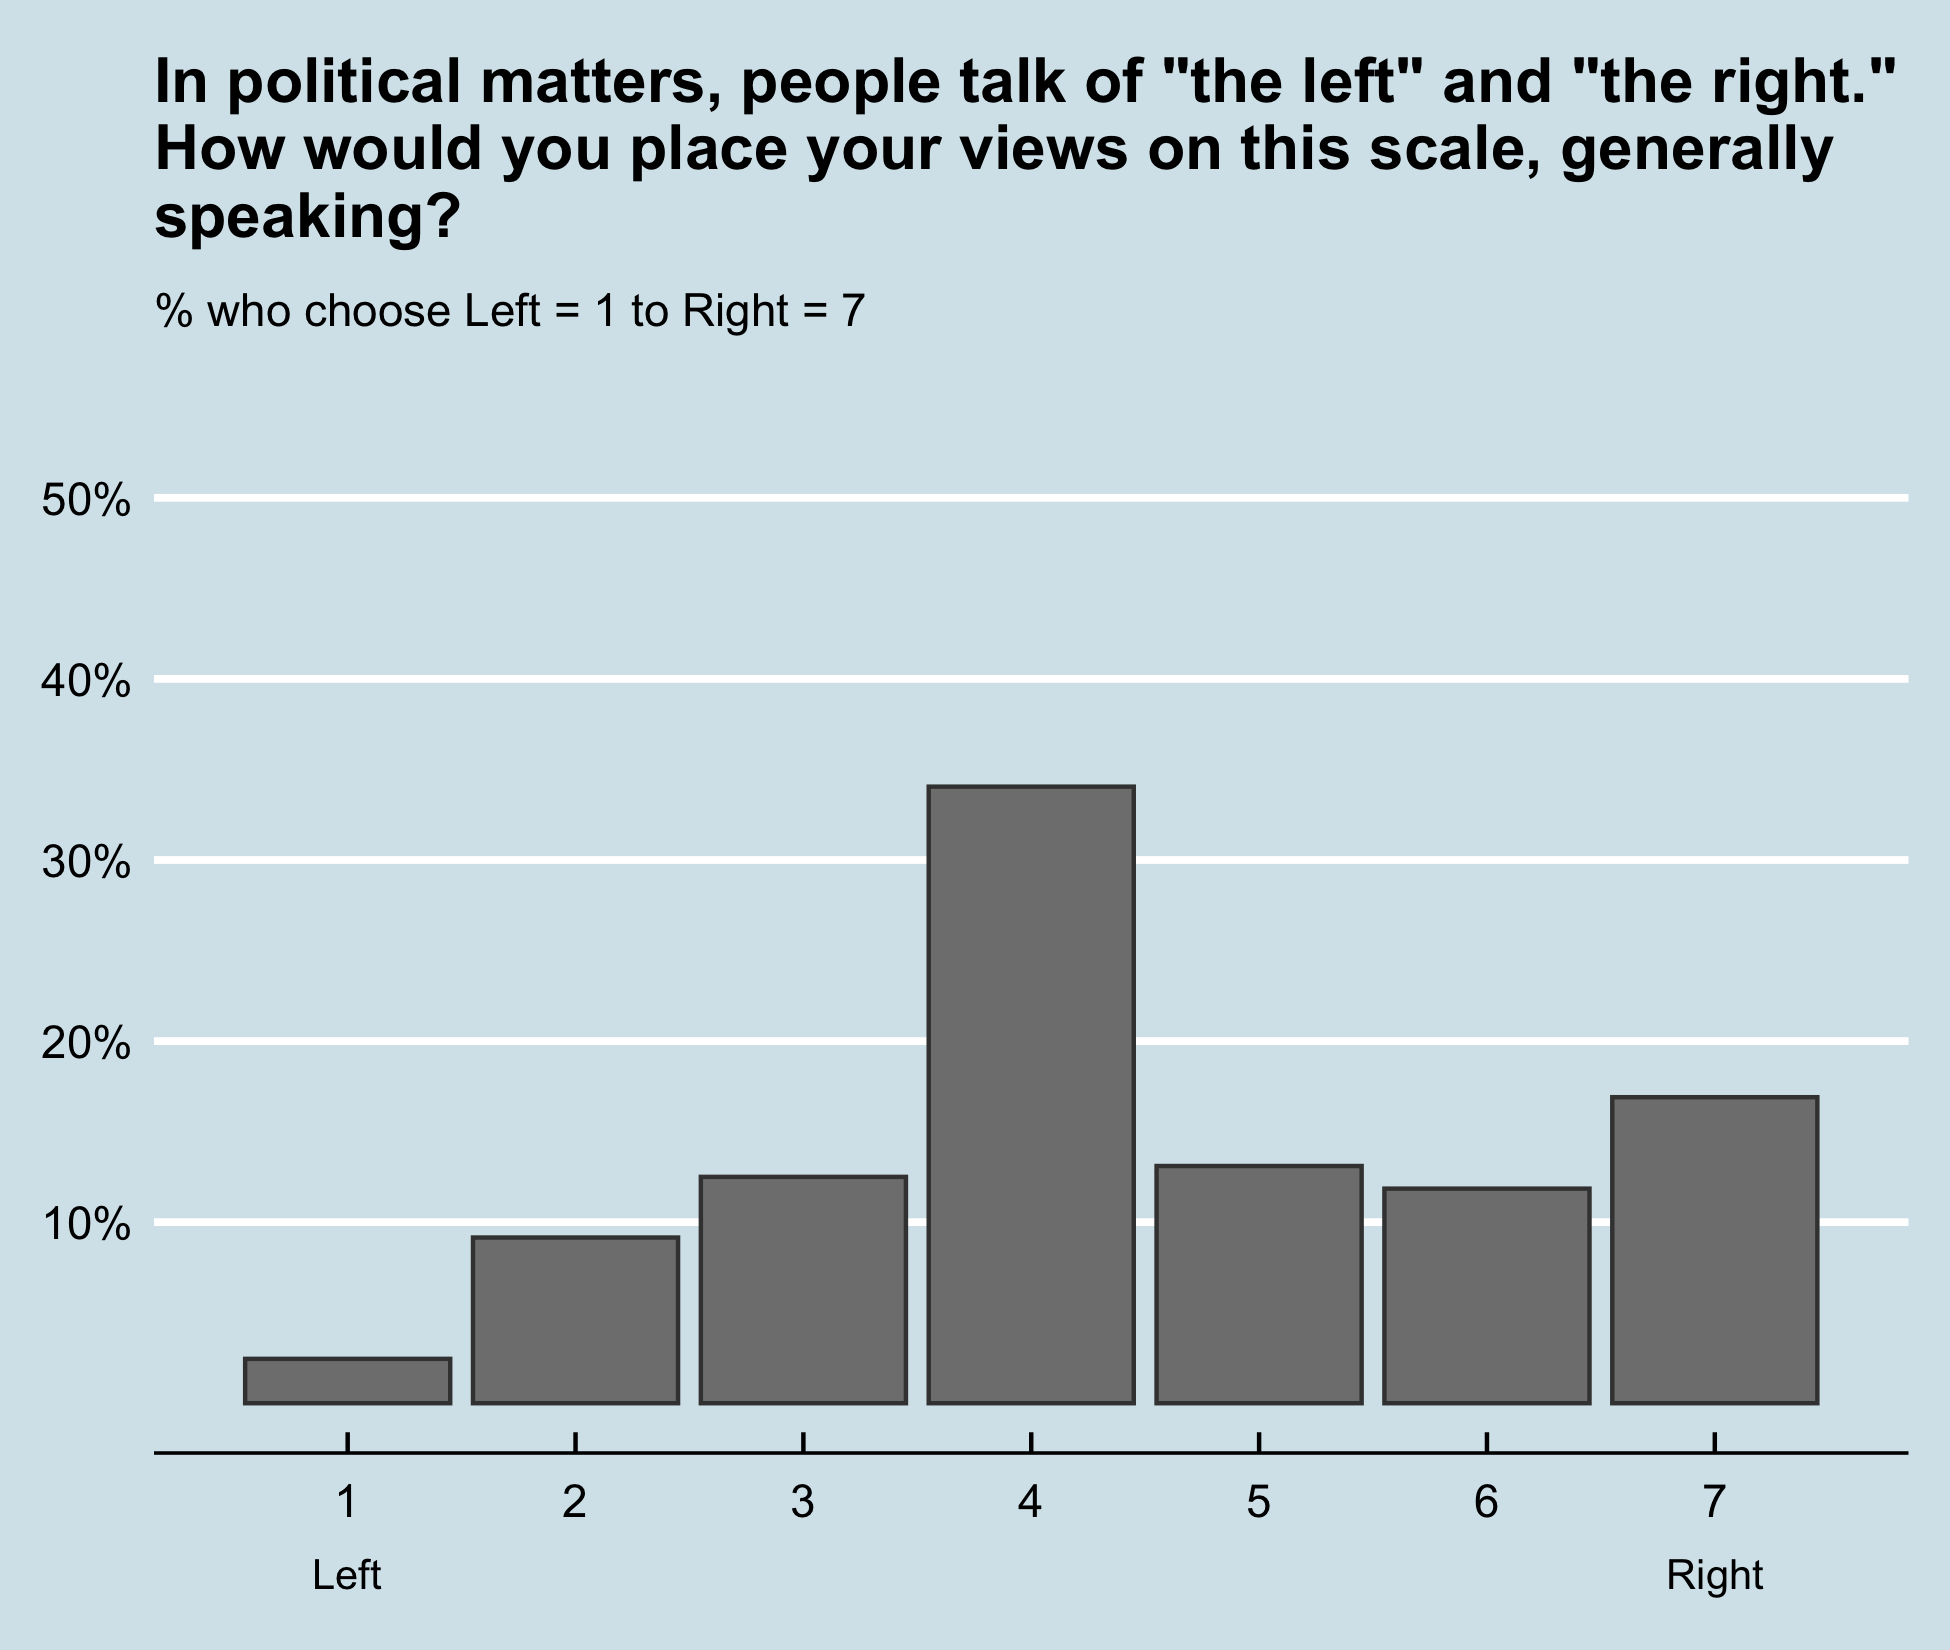 In political matters, people talk of "the left" and "the right."
How would you place your views on this scale, generally
speaking?
% who choose Left = 1 to Right = 7
50%
40%
30%
20%
10%
1 2 3 4 5 6 7
Left Right